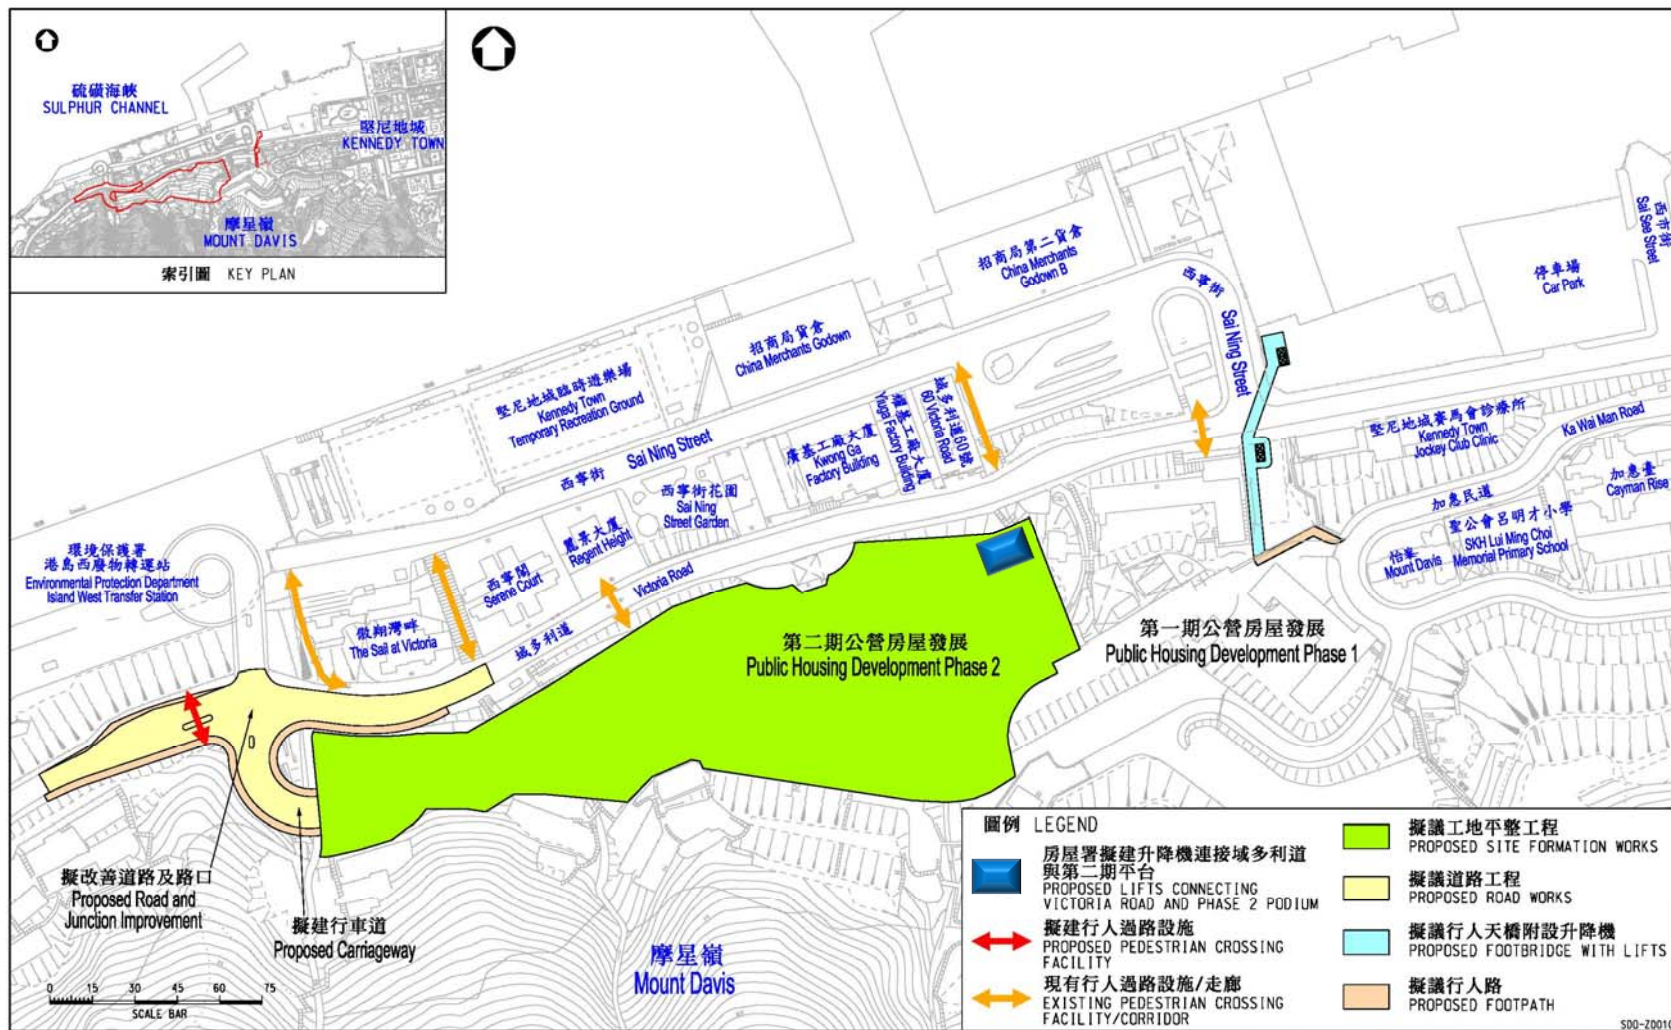 硫磺海峽
SULPHUR CHANNEL
堅尼地城
KENNEDY TOWN
摩星嶺
MOUNT DAVIS
索引圖 KEY PLAN
招商局第二貨倉
China Merchants
Godown B
西寧街
Sai Ning Street
西市街
Sai See Street
停車場
Car Park
招商局貨倉
China Merchants Godown
堅尼地城臨時遊樂場
Kennedy Town
Temporary Recreation Ground
西寧街
Sai Ning Street
廣基工廠大廈
Kwong Ga
Factory Building
耀基工廠大廈
Yiuga Factory Building
域多利道60號
60 Victoria Road
堅尼地城賽馬會診療所
Kennedy Town
Jockey Club Clinic
加惠民道
Ka Wai Man Road
加惠臺
Cayman Rise
聖公會呂明才小學
SKH Lui Ming Choi
Memorial Primary School
怡峯
Mount Davis
西寧街花園
Sai Ning
Street Garden
麗景大廈
Regent Height
西寧閣
Serene Court
環境保護署
港島西廢物轉運站
Environmental Protection Department
Island West Transfer Station
傲翔灣畔
The Sail at Victoria
域多利道
Victoria Road
第二期公營房屋發展
Public Housing Development Phase 2
第一期公營房屋發展
Public Housing Development Phase 1
擬改善道路及路口
Proposed Road and
Junction Improvement
擬建行車道
Proposed Carriageway
摩星嶺
Mount Davis
0 15 30 45 60 75
SCALE BAR
圖例 LEGEND
房屋署擬建升降機連接域多利道
與第二期平台
PROPOSED LIFTS CONNECTING
VICTORIA ROAD AND PHASE 2 PODIUM
擬建行人過路設施
PROPOSED PEDESTRIAN CROSSING
FACILITY
現有行人過路設施/走廊
EXISTING PEDESTRIAN CROSSING
FACILITY/CORRIDOR
擬議工地平整工程
PROPOSED SITE FORMATION WORKS
擬議道路工程
PROPOSED ROAD WORKS
擬議行人天橋附設升降機
PROPOSED FOOTBRIDGE WITH LIFTS
擬議行人路
PROPOSED FOOTPATH